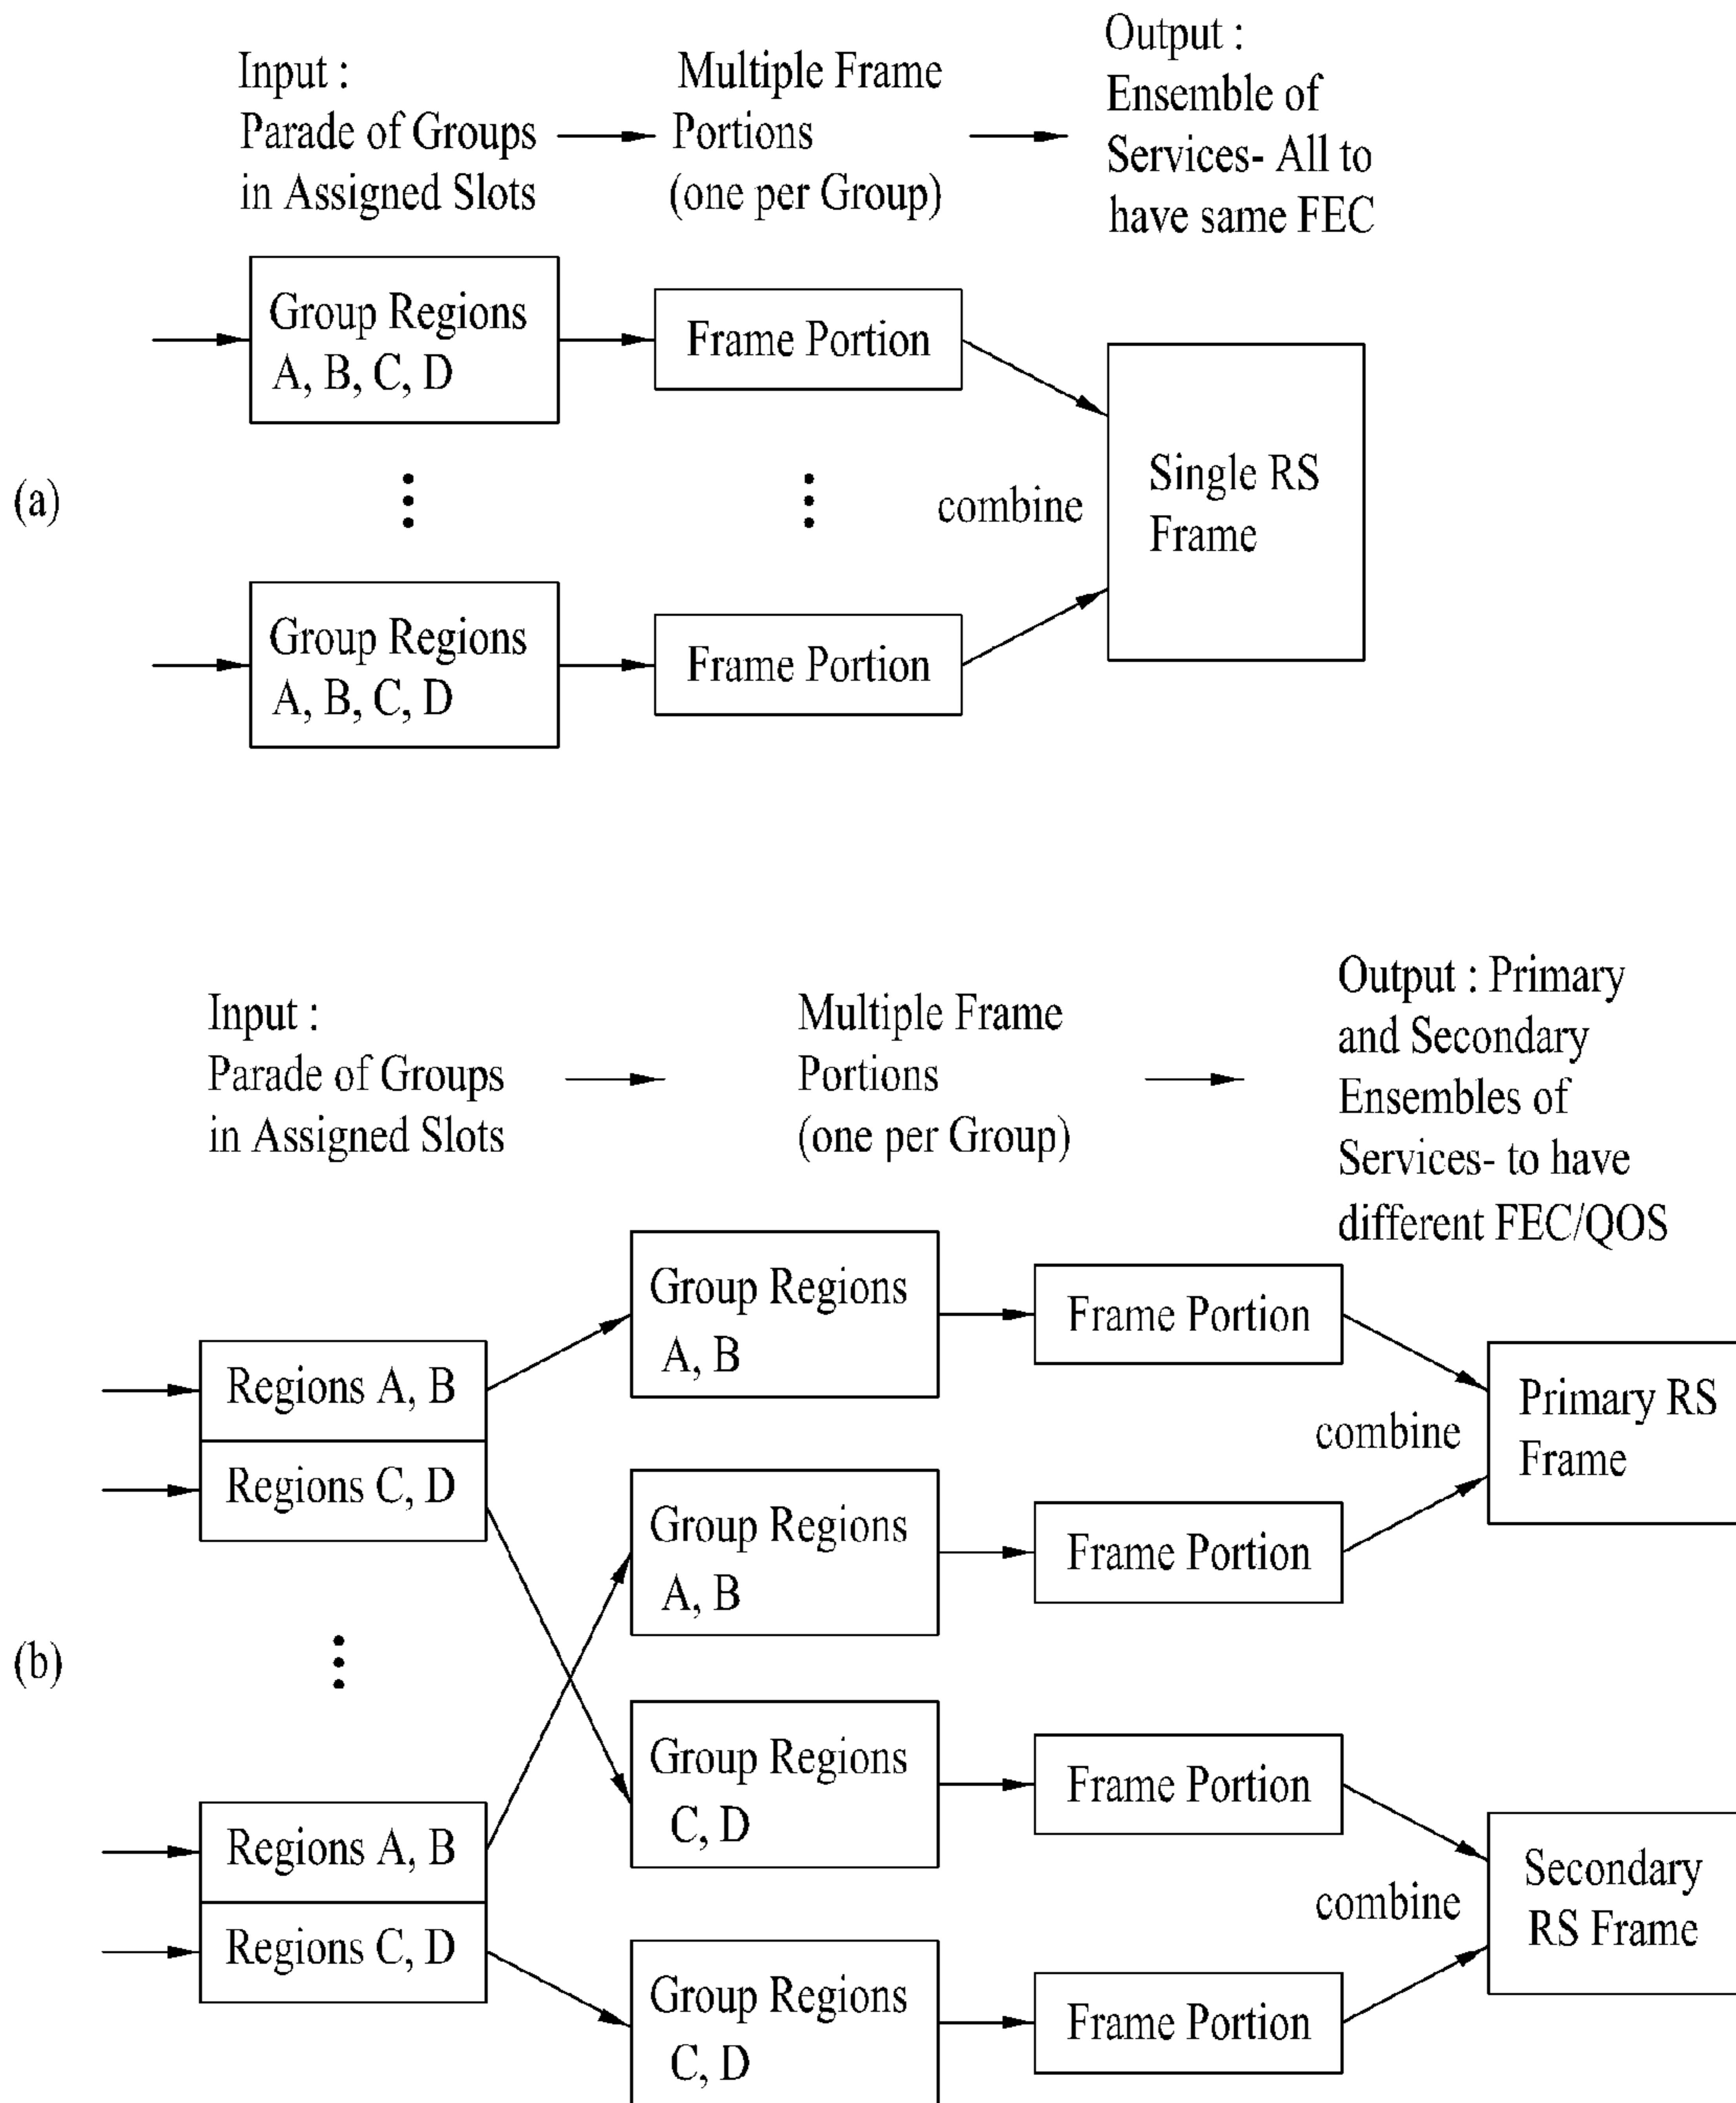 Input :
Parade of Groups
in Assigned Slots
Multiple Frame
Portions
(one per Group)
Output :
Ensemble of
Services- All to
have same FEC
(a)
Group Regions
A, B, C, D
Frame Portion
Group Regions
A, B, C, D
Frame Portion
combine
Single RS
Frame
Input :
Parade of Groups
in Assigned Slots
Multiple Frame
Portions
(one per Group)
Output : Primary
and Secondary
Ensembles of
Services- to have
different FEC/QOS
(b)
Regions A, B
Regions C, D
Regions A, B
Regions C, D
Group Regions
A, B
Frame Portion
Group Regions
A, B
Frame Portion
combine
Primary RS
Frame
Group Regions
C, D
Frame Portion
Group Regions
C, D
Frame Portion
combine
Secondary
RS Frame